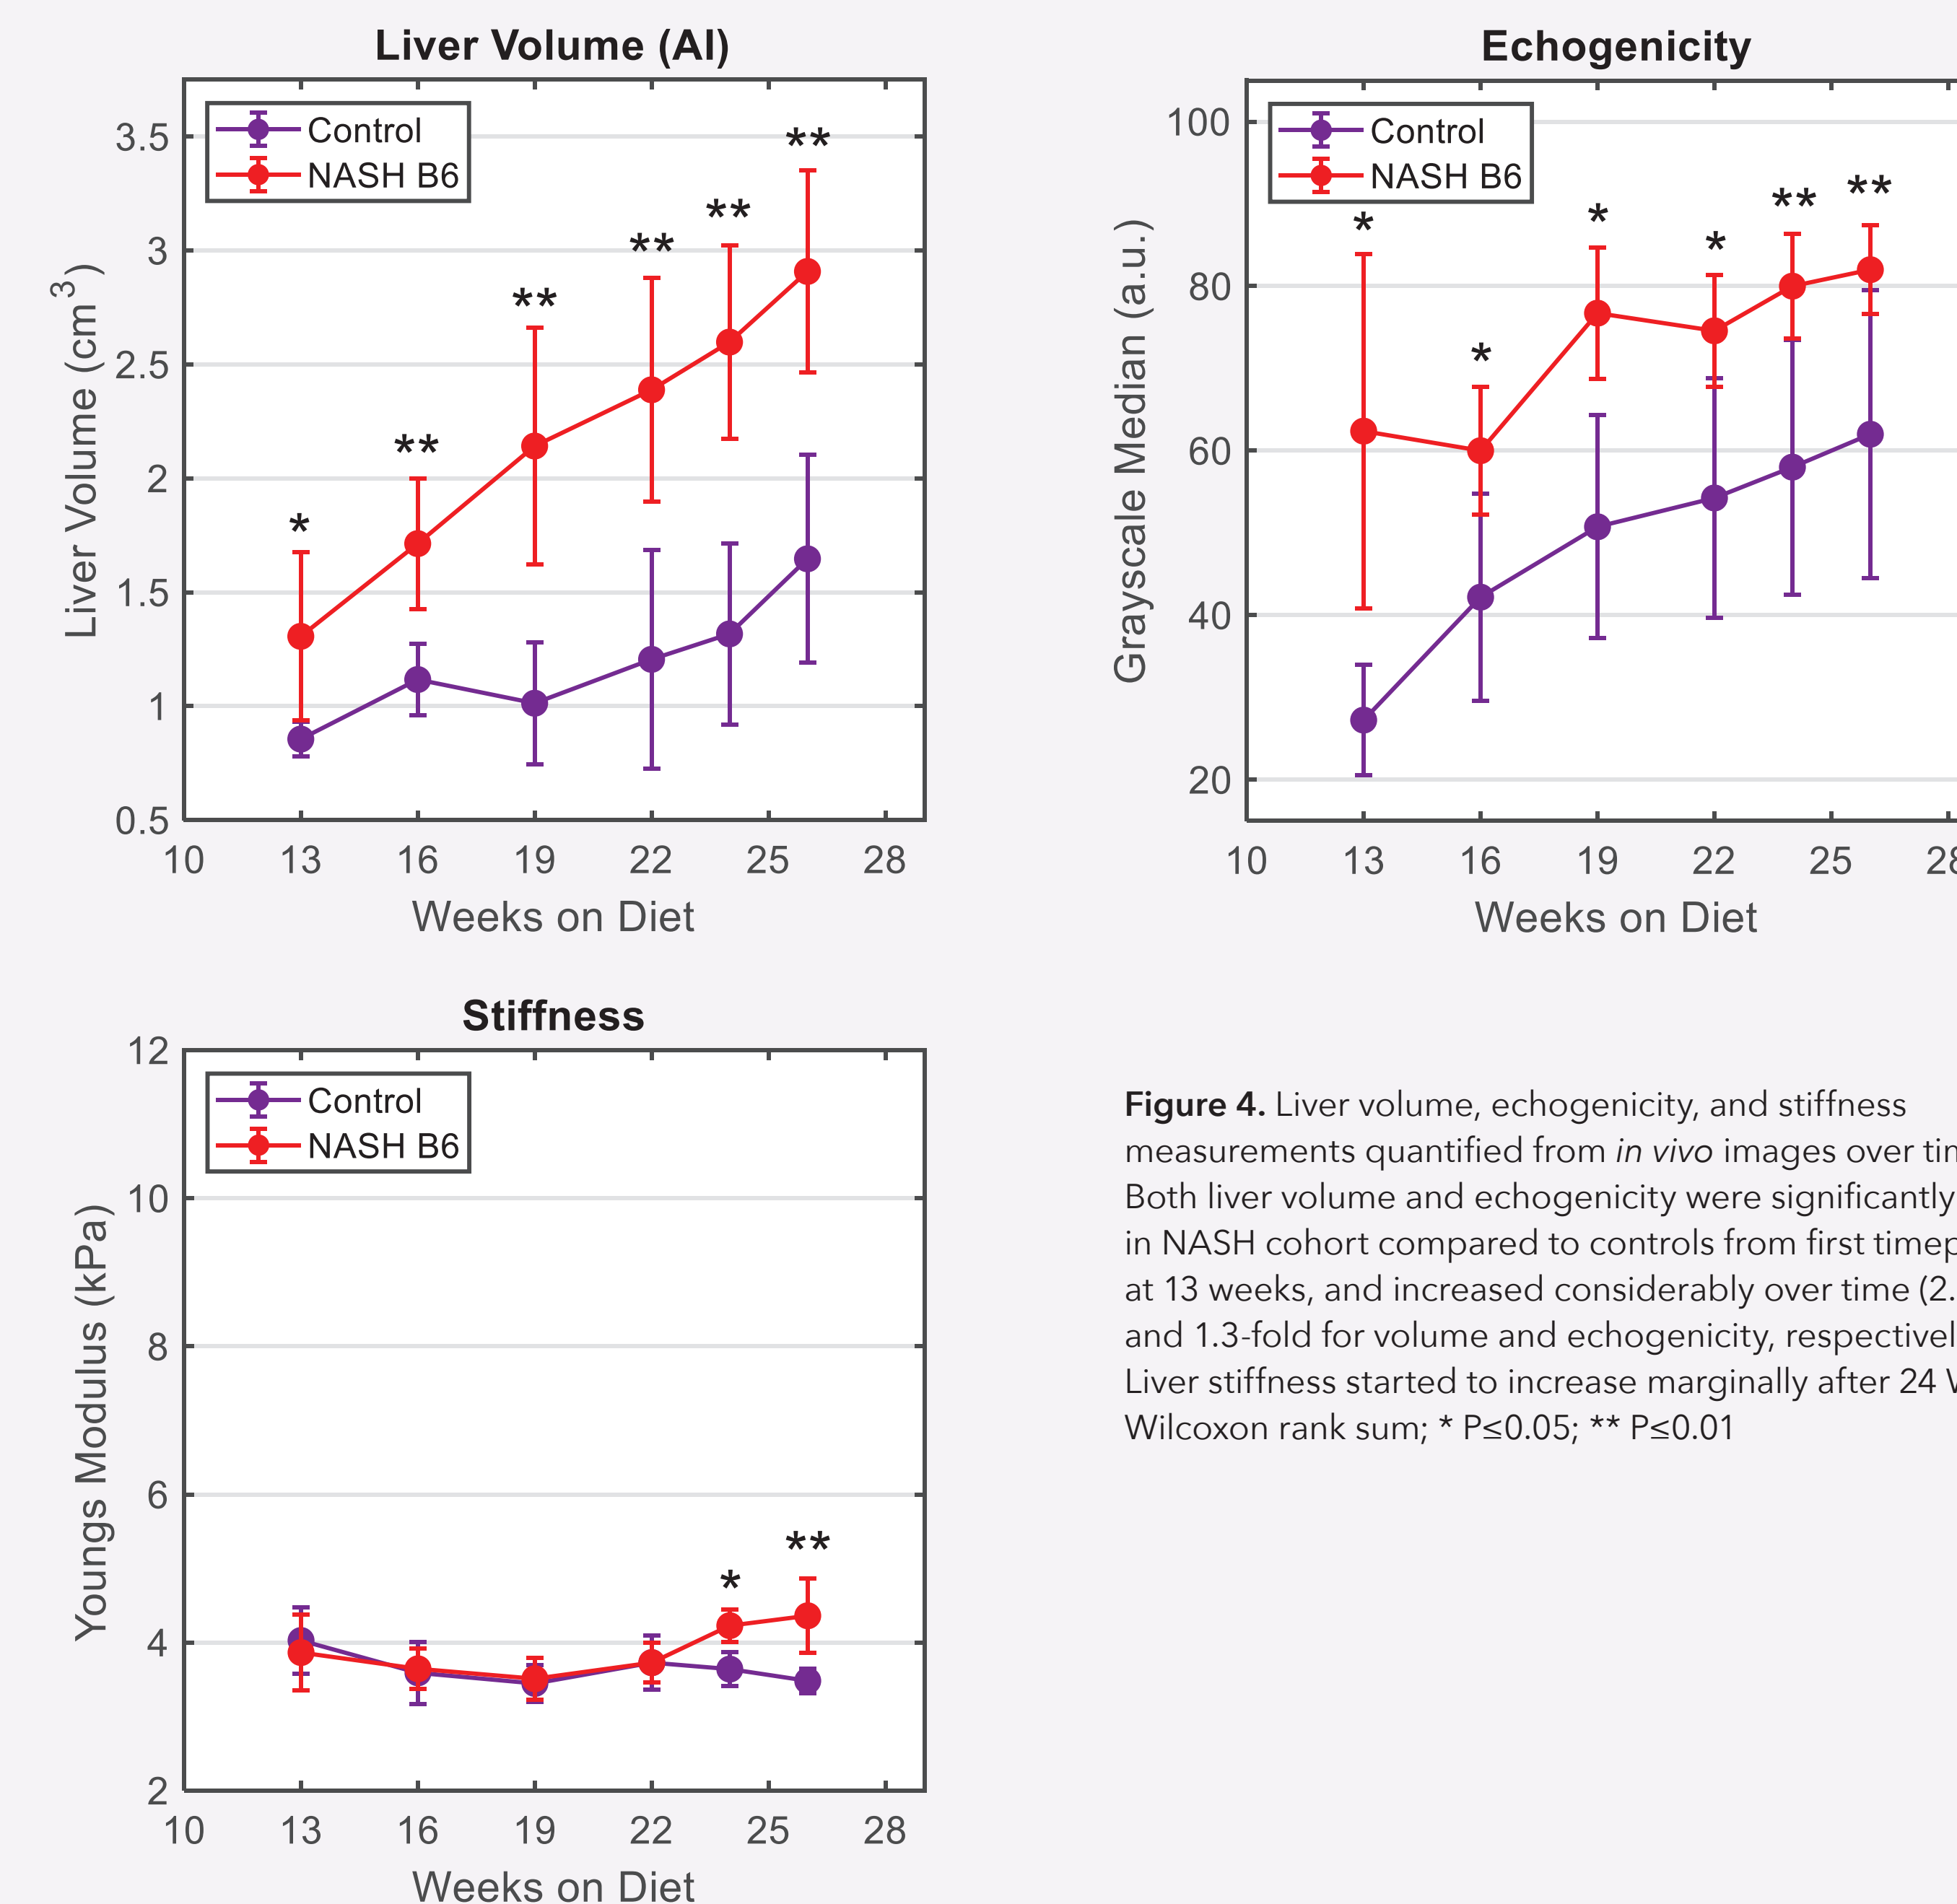 Liver Volume (AI)
Control
NASH B6
Liver Volume (cm³)
3.5
3
2.5
2
1.5
1
0.5
*
**
**
**
**
**
10 13 16 19 22 25 28
Weeks on Diet
Echogenicity
Control
NASH B6
Grayscale Median (a.u.)
100
80
60
40
20
*
*
*
*
**
**
10 13 16 19 22 25
Weeks on Diet
Stiffness
Control
NASH B6
Youngs Modulus (kPa)
12
10
8
6
4
2
*
**
10 13 16 19 22 25 28
Weeks on Diet
Figure 4. Liver volume, echogenicity, and stiffness
measurements quantified from in vivo images over
Both liver volume and echogenicity were significantly
in NASH cohort compared to controls from first
at 13 weeks, and increased considerably over time
and 1.3-fold for volume and echogenicity,
Liver stiffness started to increase marginally after 24
Wilcoxon rank sum; * P≤0.05; ** P≤0.01